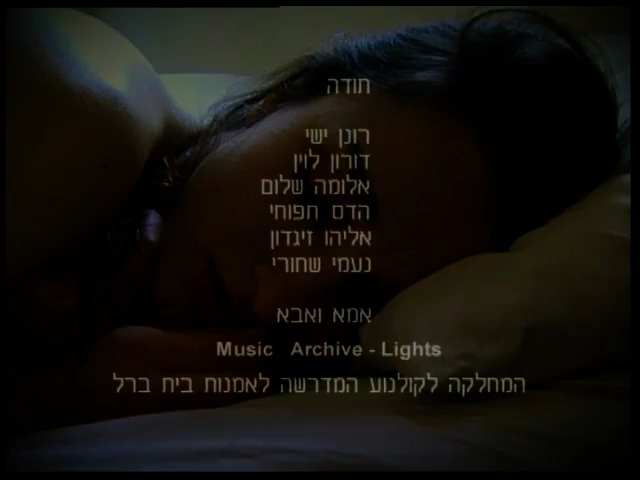 תודה
רונן ישי
דורון לוין
אלומה שלום
הדס תפוחי
אליהו זיגדון
נעמי שחורי
אמא ואבא
Music Archive - Lights
המחלקה לקולנוע המדרשה לאמנות בית ברל